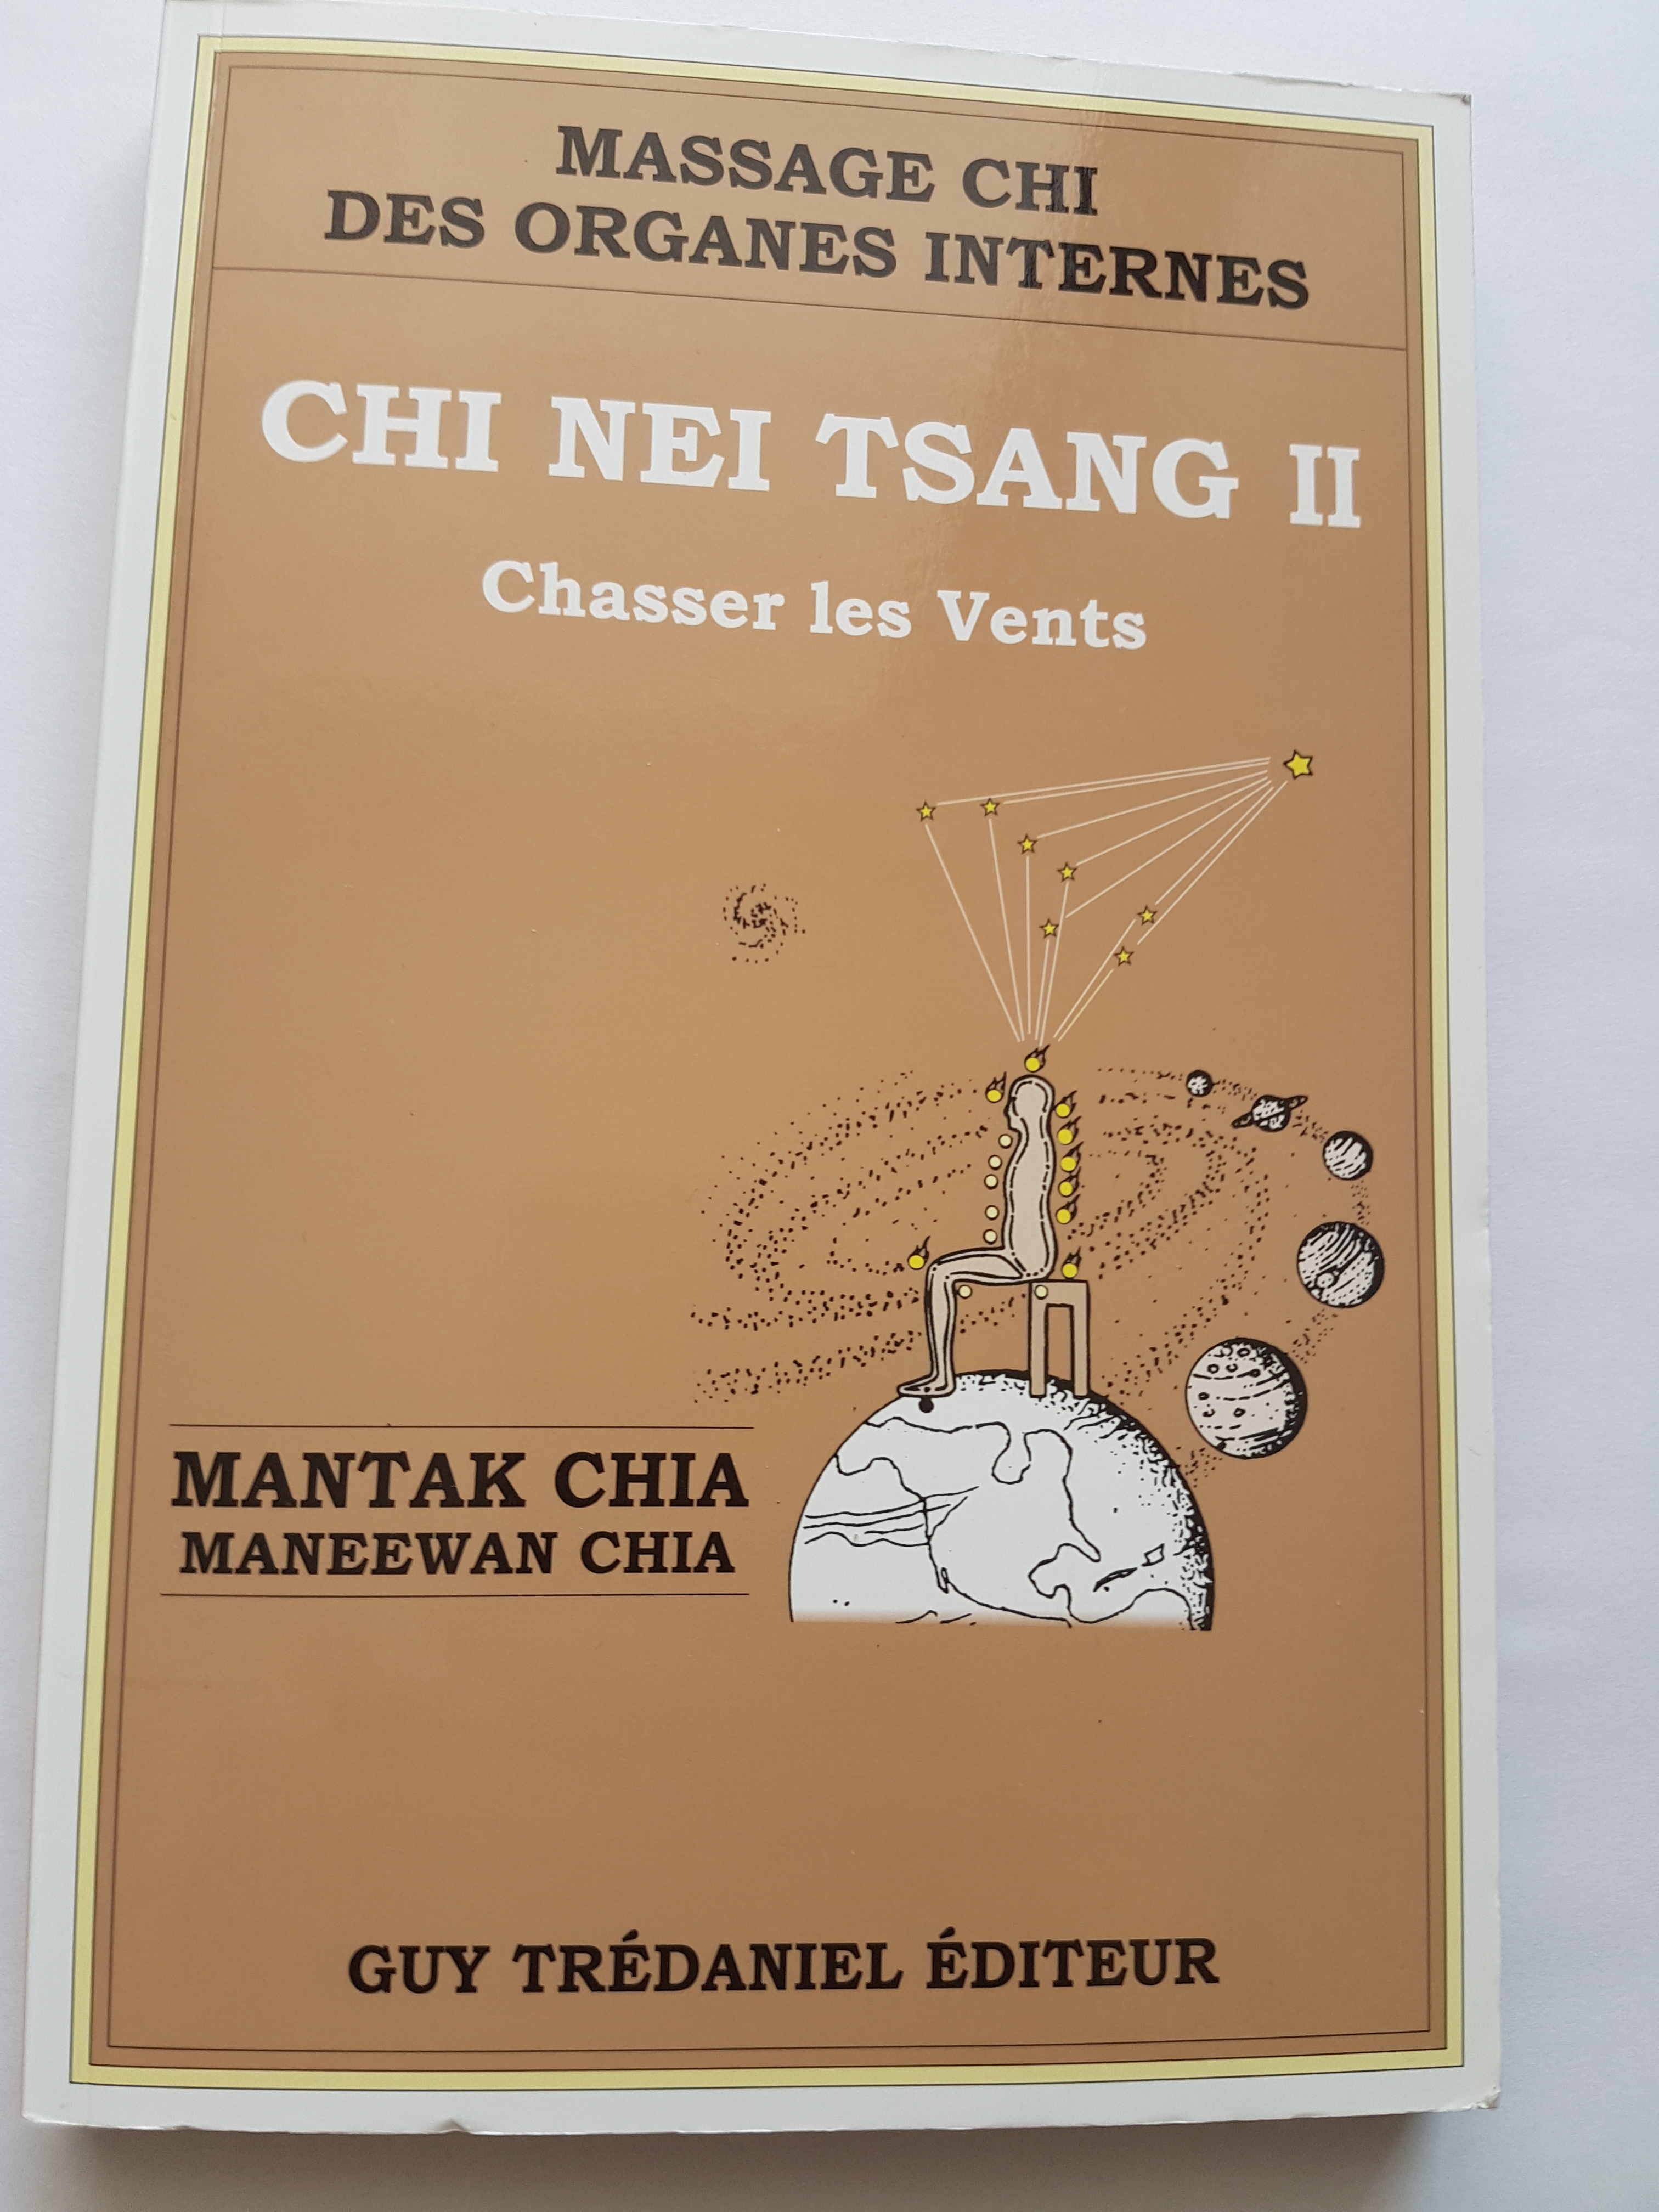 MASSAGE CHI
DES ORGANES INTERNES
CHI NEI TSANG II
Chasser les Vents
MANTAK CHIA
MANEEWAN CHIA
GUY TRÉDANIEL ÉDITEUR